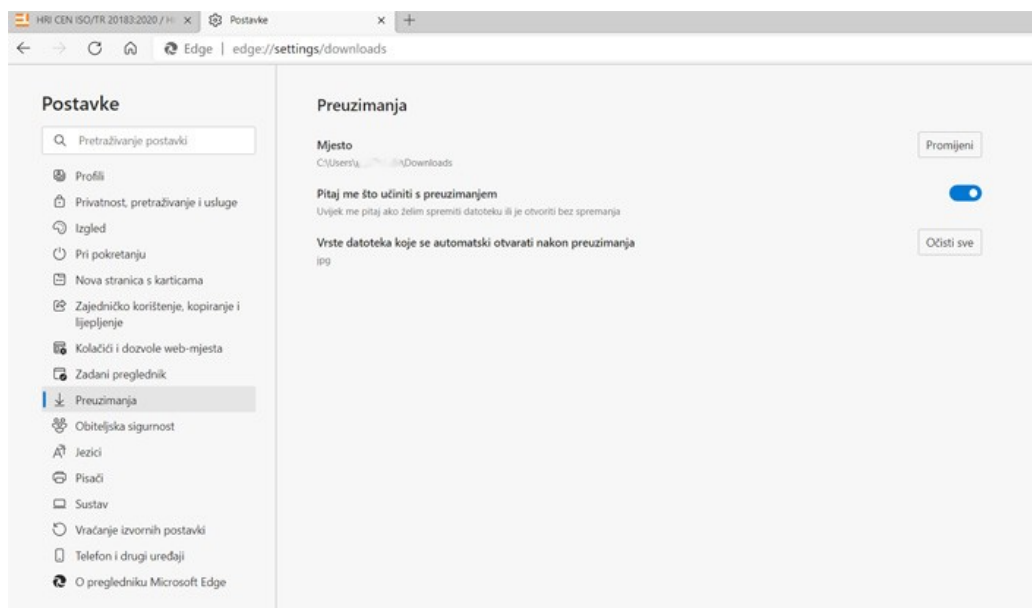 HRI CEN ISO/TR 20183:2020 / H
Postavke
Edge | edge://settings/downloads
Postavke
Pretraživanje postavki
Profili
Privatnost, pretraživanje i usluge
Izgled
Pri pokretanju
Nova stranica s karticama
Zajedničko korištenje, kopiranje i
lijepljenje
Kolačići i dozvole web-mjesta
Zadani preglednik
Preuzimanja
Obiteljska sigurnost
Jezici
Pisači
Sustav
Vraćanje izvornih postavki
Telefon i drugi uređaji
O pregledniku Microsoft Edge
Preuzimanja
Mjesto
Promijeni
C:\Users\ \Downloads
Pitaj me što učiniti s preuzimanjem
Uvijek me pitaj ako želim spremiti datoteku ili je otvoriti bez spremanja
Vrste datoteka koje se automatski otvarati nakon preuzimanja
Očisti sve
jpg